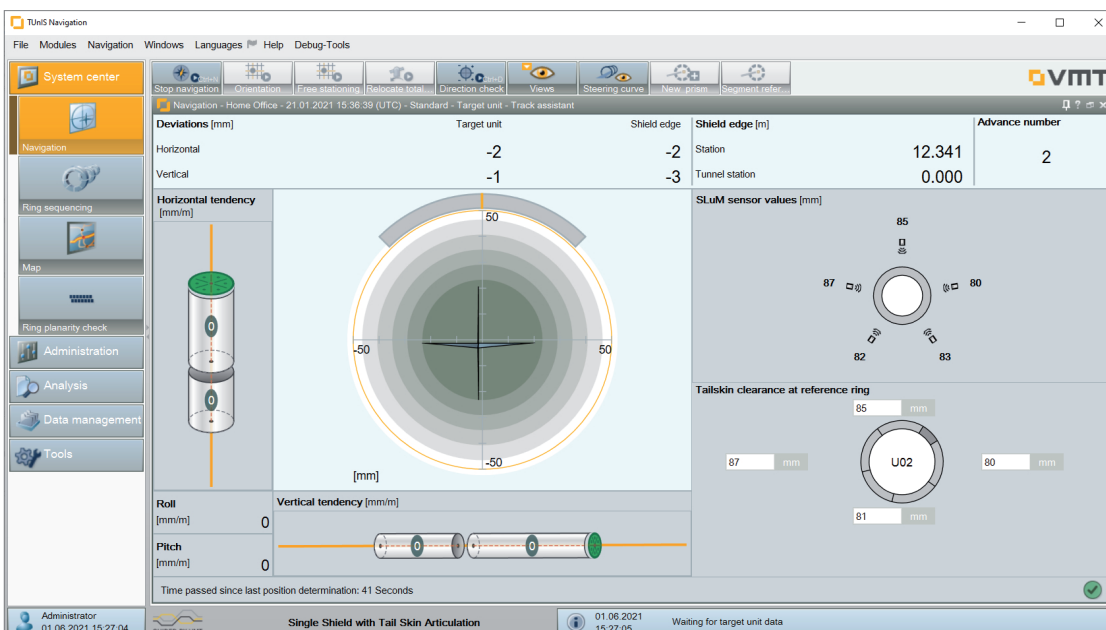 TUnIS Navigation
File Modules Navigation Windows Languages Help Debug-Tools
System center
Navigation
Ring sequencing
Map
Ring planarity check
Administration
Analysis
Data management
Tools
Stop navigation Ctrl+N Orientation Free stationing Relocate total... Direction check Ctrl+D Views Steering curve New prism Segment refer...
VMT
Navigation - Home Office - 21.01.2021 15:36:39 (UTC) - Standard - Target unit - Track assistant
Deviations [mm] Target unit Shield edge
Horizontal -2 -2
Vertical -1 -3
Shield edge [m]
Station 12.341
Tunnel station 0.000
Advance number
2
Horizontal tendency
[mm/m]
0
0
50
-50 50
-50
[mm]
SLuM sensor values [mm]
85
87 80
82 83
Tailskin clearance at reference ring
85 mm
87 mm U02 80 mm
81 mm
Roll
[mm/m] 0
Pitch
[mm/m] 0
Vertical tendency [mm/m]
0 0
Time passed since last position determination: 41 Seconds
Administrator
01.06.2021 15:27:04
Single Shield with Tail Skin Articulation
01.06.2021
15:27:05
Waiting for target unit data